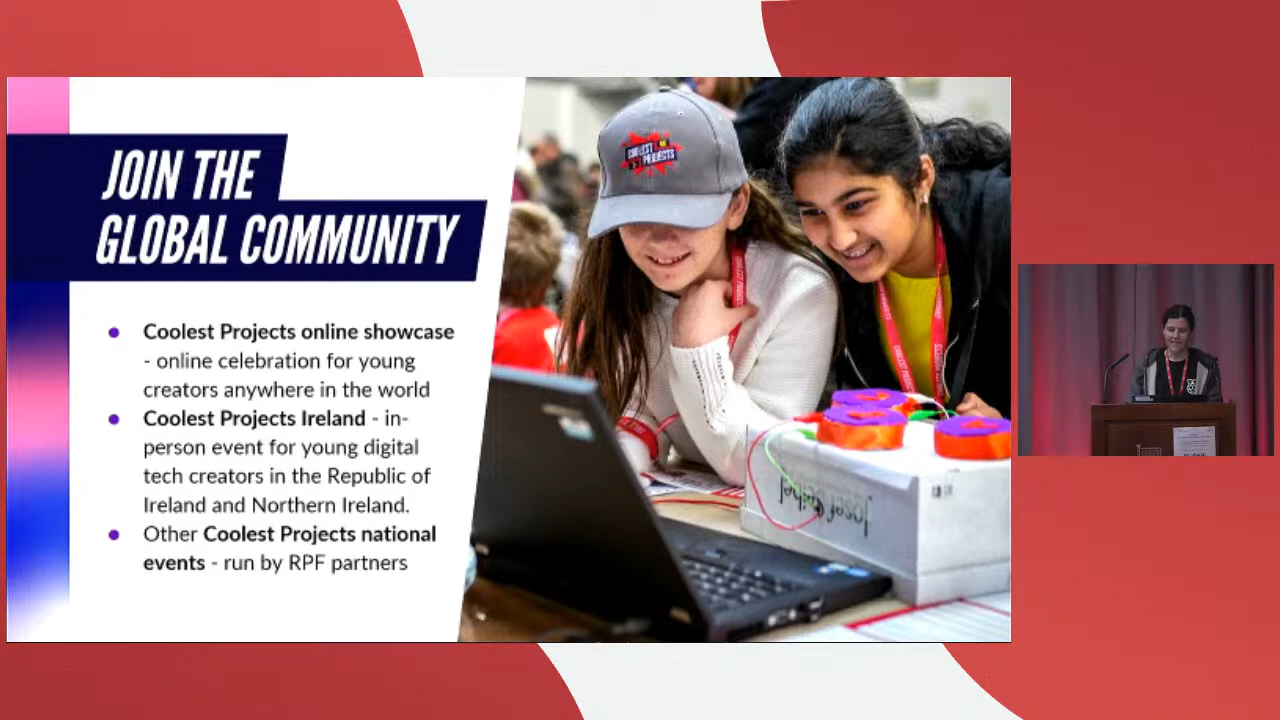 JOIN THE
GLOBAL COMMUNITY
Coolest Projects online showcase
- online celebration for young
creators anywhere in the world
Coolest Projects Ireland - in-
person event for young digital
tech creators in the Republic of
Ireland and Northern Ireland.
Other Coolest Projects national
events - run by RPF partners
COOLEST
PROJECTS
COOLEST PROJECTS